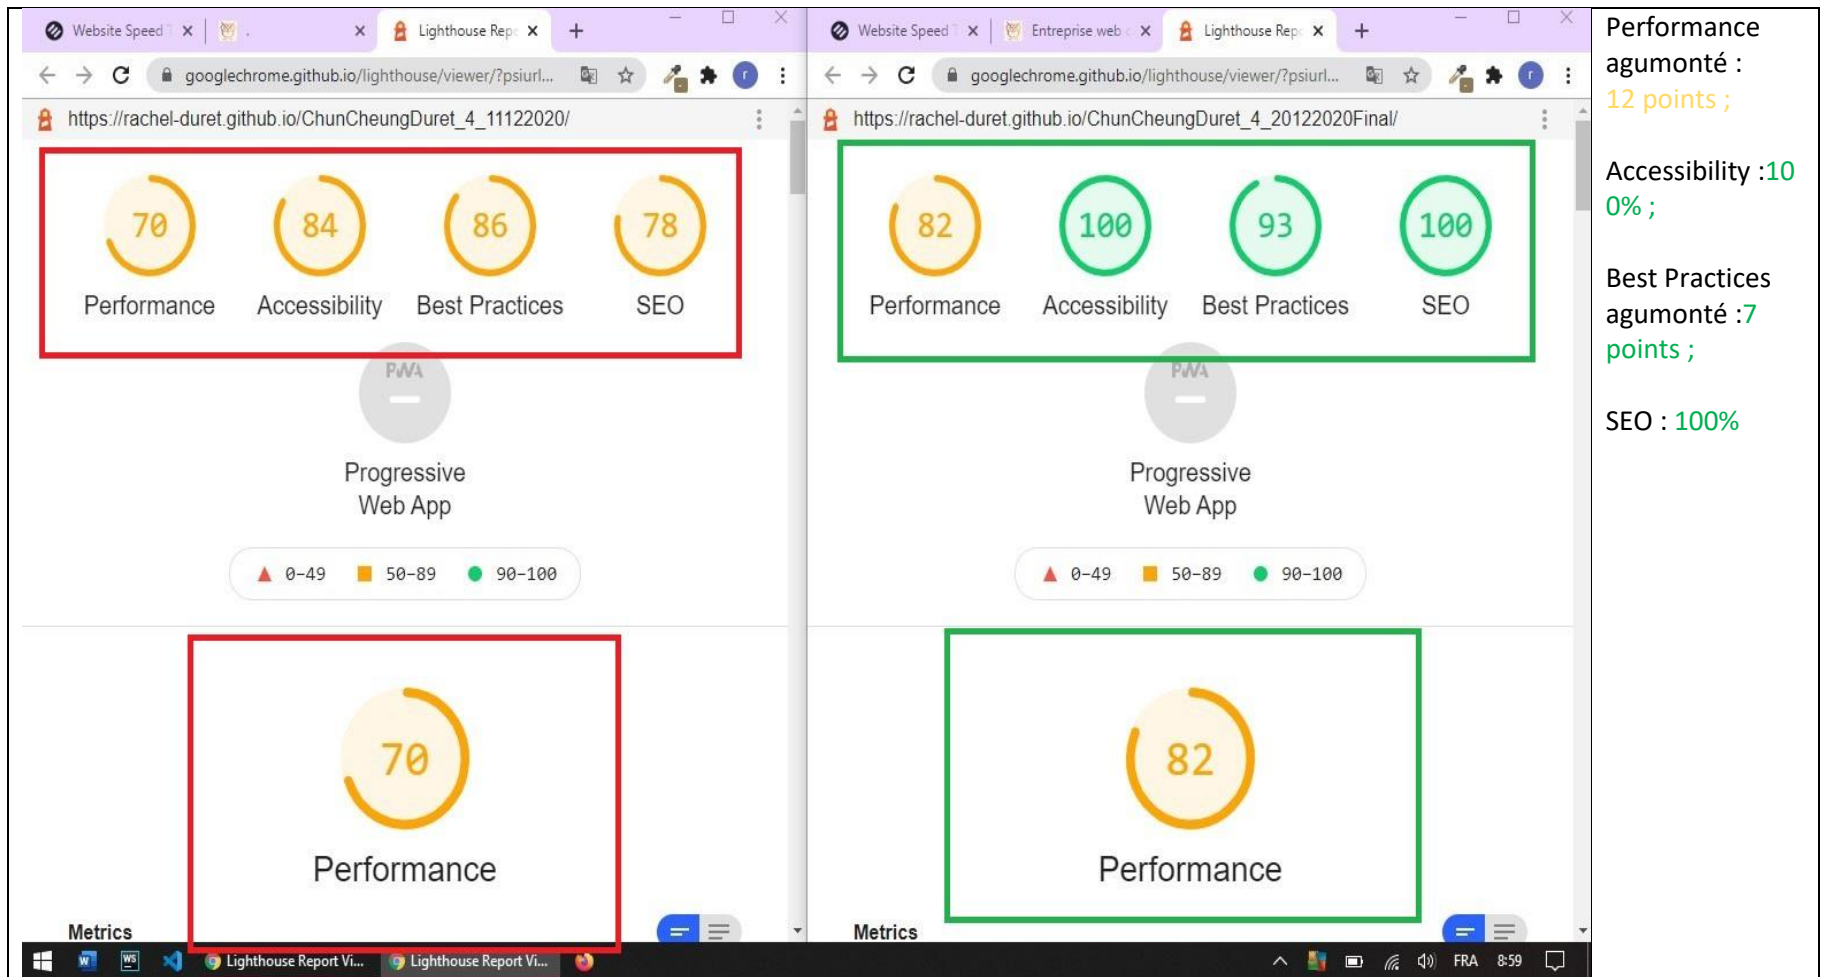 Website Speed T
.
Lighthouse Rep
googlechrome.github.io/lighthouse/viewer/?psiurl...
r
https://rachel-duret.github.io/ChunCheungDuret_4_11122020/
70
84
86
78
Performance
Accessibility
Best Practices
SEO
PWA
Progressive
Web App
0-49
50-89
90-100
70
Performance
Metrics
Website Speed T
Entreprise web
Lighthouse Rep
googlechrome.github.io/lighthouse/viewer/?psiurl...
r
https://rachel-duret.github.io/ChunCheungDuret_4_20122020Final/
82
100
93
100
Performance
Accessibility
Best Practices
SEO
PWA
Progressive
Web App
0-49
50-89
90-100
82
Performance
Metrics
Performance
agumonté :
12 points ;
Accessibility :10
0% ;
Best Practices
agumonté :7
points ;
SEO : 100%
W
WS
Lighthouse Report Vi...
Lighthouse Report Vi...
FRA
8:59